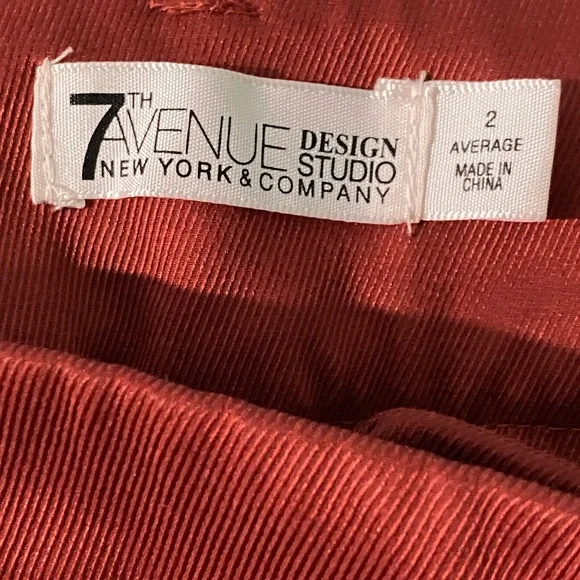 7TH AVENUE DESIGN STUDIO
NEW YORK & COMPANY
2
AVERAGE
MADE IN
CHINA